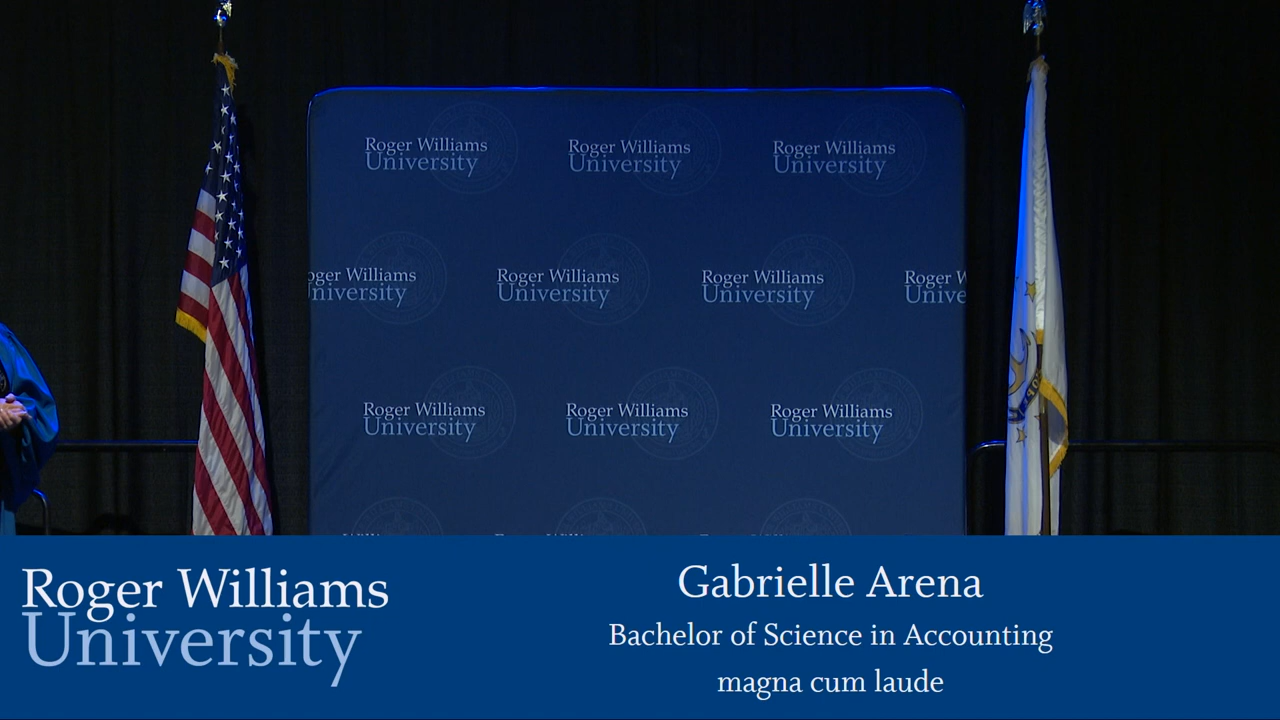 Roger Williams
University
Roger Williams
University
Roger Williams
University
oger Williams
niversity
Roger Williams
University
Roger Williams
University
Roger W
Unive
Roger Williams
University
Roger Williams
University
Roger Williams
University
Roger Williams
University
Gabrielle Arena
Bachelor of Science in Accounting
magna cum laude